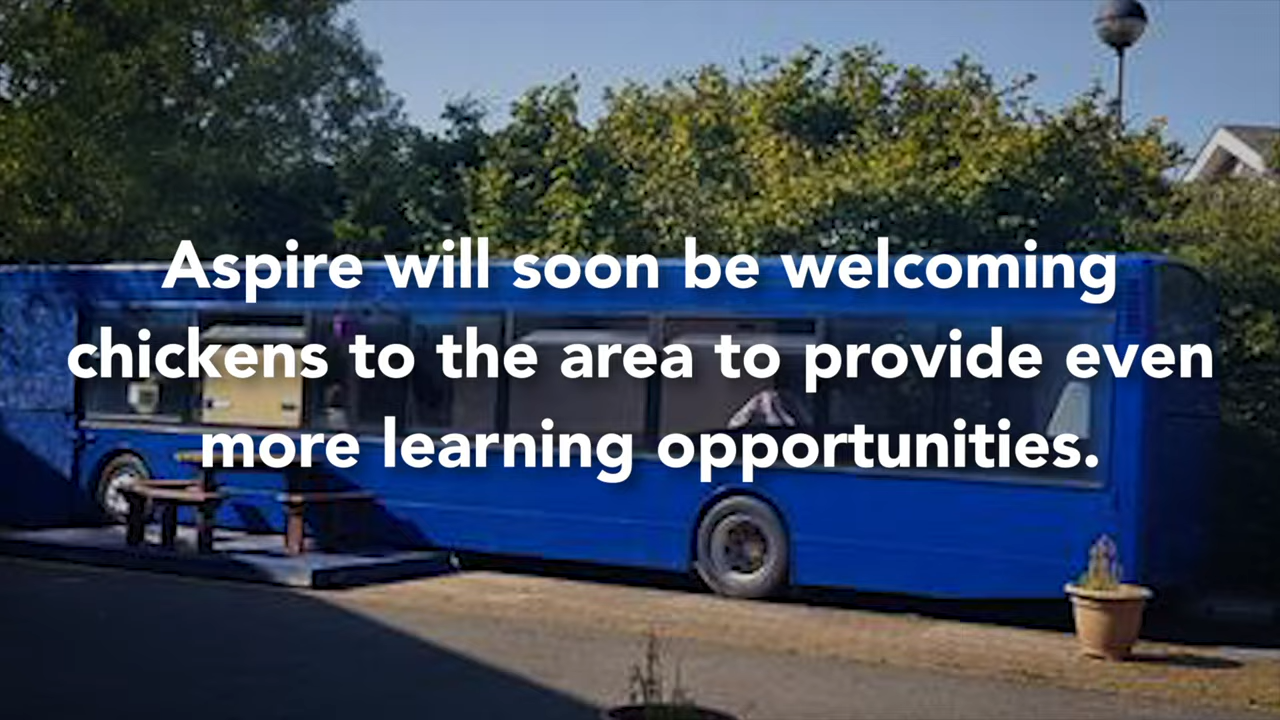 Aspire will soon be welcoming
chickens to the area to provide even
more learning opportunities.